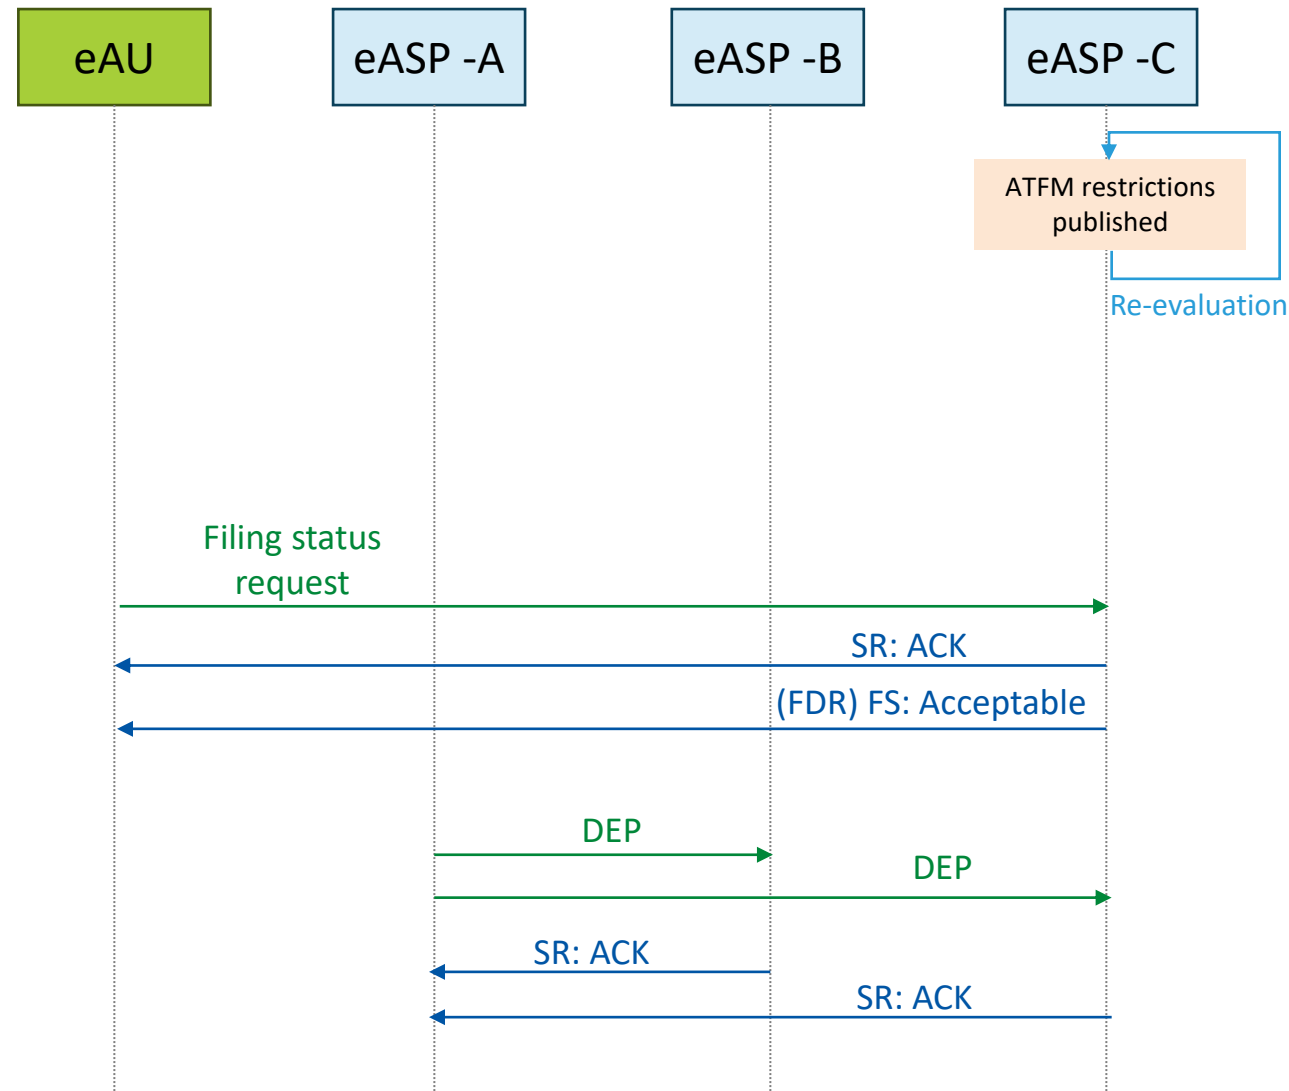 eAU
eASP -A
eASP -B
eASP -C
ATFM restrictions
published
Re-evaluation
Filing status
request
SR: ACK
(FDR) FS: Acceptable
DEP
DEP
SR: ACK
SR: ACK